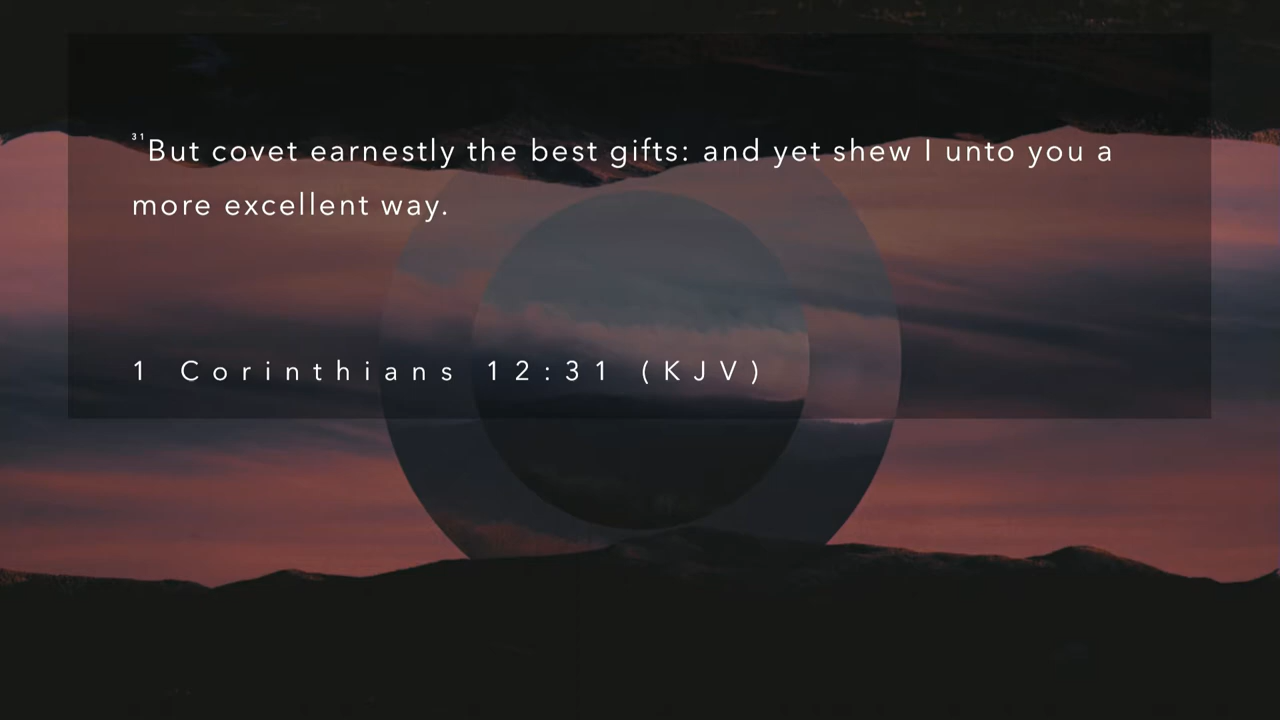 ³¹But covet earnestly the best gifts: and yet shew I unto you a
more excellent way.
1 Corinthians 12:31 (KJV)